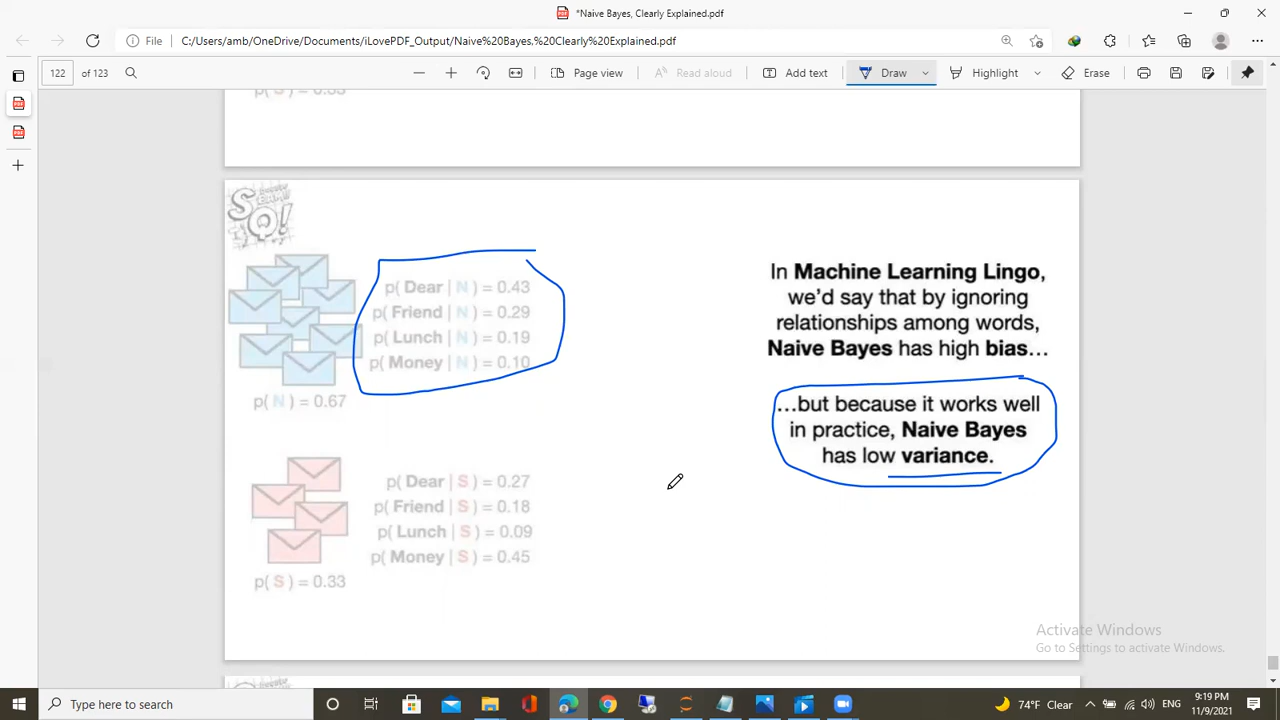 *Naive Bayes, Clearly Explained.pdf
File C:/Users/amb/OneDrive/Documents/iLovePDF_Output/Naive%20Bayes,%20Clearly%20Explained.pdf
122 of 123 Page view Read aloud Add text Draw Highlight Erase
p( S ) = 0.33
SQ!
p( Dear | N ) = 0.43
p( Friend | N ) = 0.29
p( Lunch | N ) = 0.19
p( Money | N ) = 0.10
p( N ) = 0.67
In Machine Learning Lingo,
we'd say that by ignoring
relationships among words,
Naive Bayes has high bias…
…but because it works well
in practice, Naive Bayes
has low variance.
p( Dear | S ) = 0.27
p( Friend | S ) = 0.18
p( Lunch | S ) = 0.09
p( Money | S ) = 0.45
p( S ) = 0.33
Activate Windows
Go to Settings to activate Windows.
Type here to search
74°F Clear
ENG
9:19 PM
11/9/2021